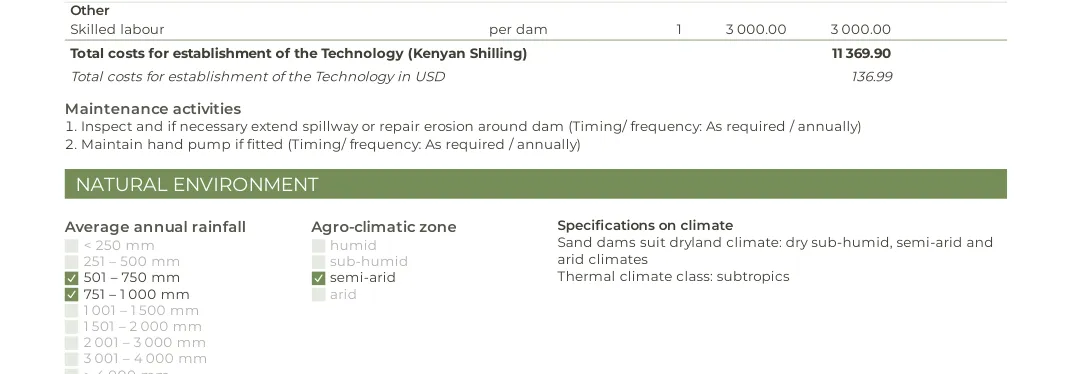 Other
Skilled labour per dam 1 3 000.00 3 000.00
Total costs for establishment of the Technology (Kenyan Shilling) 11 369.90
Total costs for establishment of the Technology in USD 136.99
Maintenance activities
1. Inspect and if necessary extend spillway or repair erosion around dam (Timing/ frequency: As required / annually)
2. Maintain hand pump if fitted (Timing/ frequency: As required / annually)
NATURAL ENVIRONMENT
Average annual rainfall
< 250 mm
251 – 500 mm
501 – 750 mm
751 – 1 000 mm
1 001 – 1 500 mm
1 501 – 2 000 mm
2 001 – 3 000 mm
3 001 – 4 000 mm
Agro-climatic zone
humid
sub-humid
semi-arid
arid
Specifications on climate
Sand dams suit dryland climate: dry sub-humid, semi-arid and
arid climates
Thermal climate class: subtropics